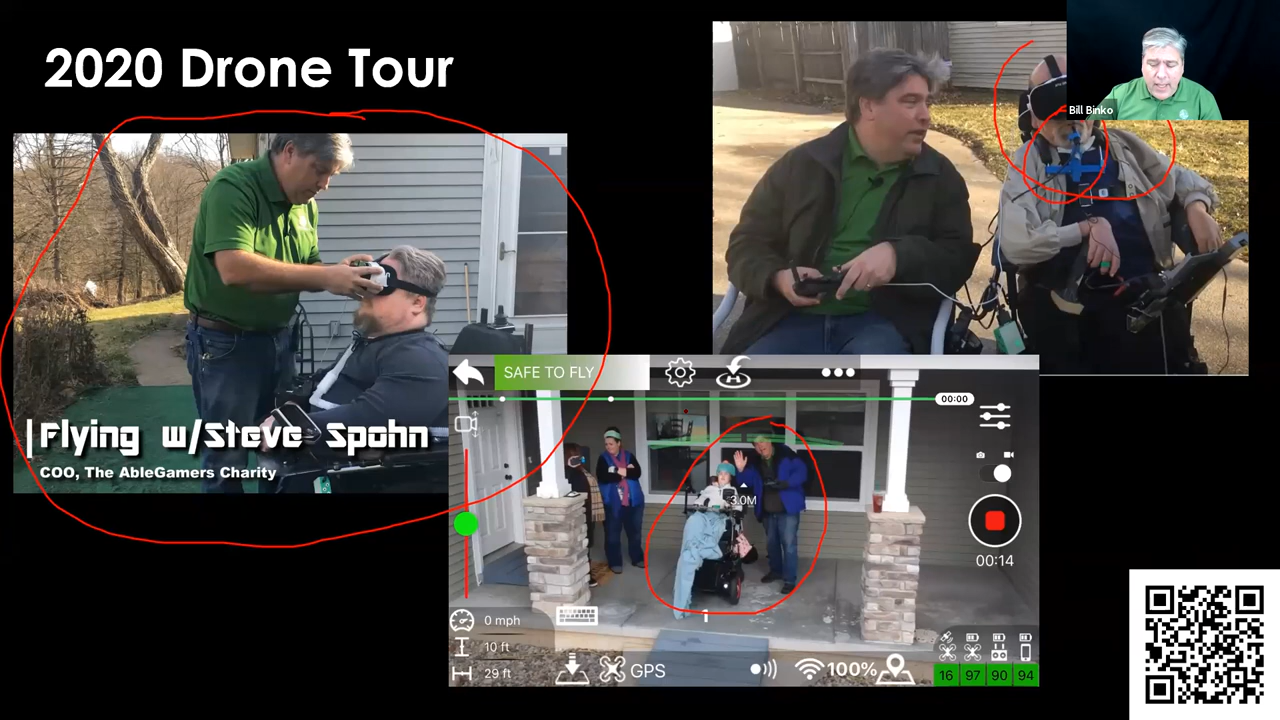 2020 Drone Tour
Bill Binko
Flying w/Steve Spohn
COO, The AbleGamers Charity
SAFE TO FLY
00:00
3.0M
00:14
0 mph
10 ft
29 ft
GPS
100%
16 97 90 94